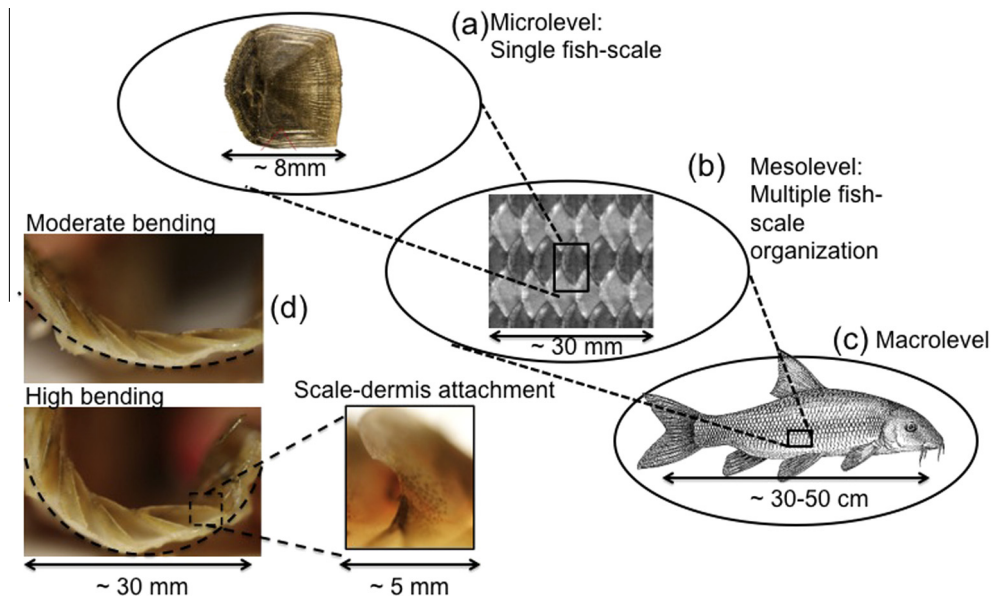 (a) Microlevel:
Single fish-scale
~ 8mm
(b) Mesolevel:
Multiple fish-
scale
organization
~ 30 mm
(c) Macrolevel
~ 30-50 cm
Moderate bending
(d)
High bending
~ 30 mm
Scale-dermis attachment
~ 5 mm